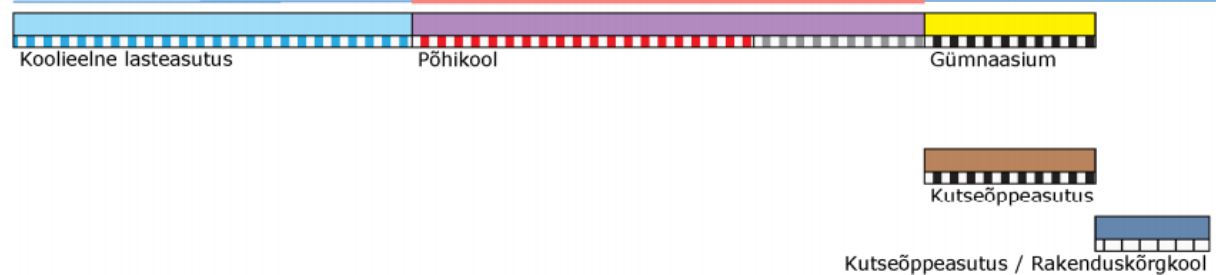 Koolieelne lasteasutus Põhikool Gümnaasium
Kutseõppeasutus
Kutseõppeasutus / Rakenduskõrgkool